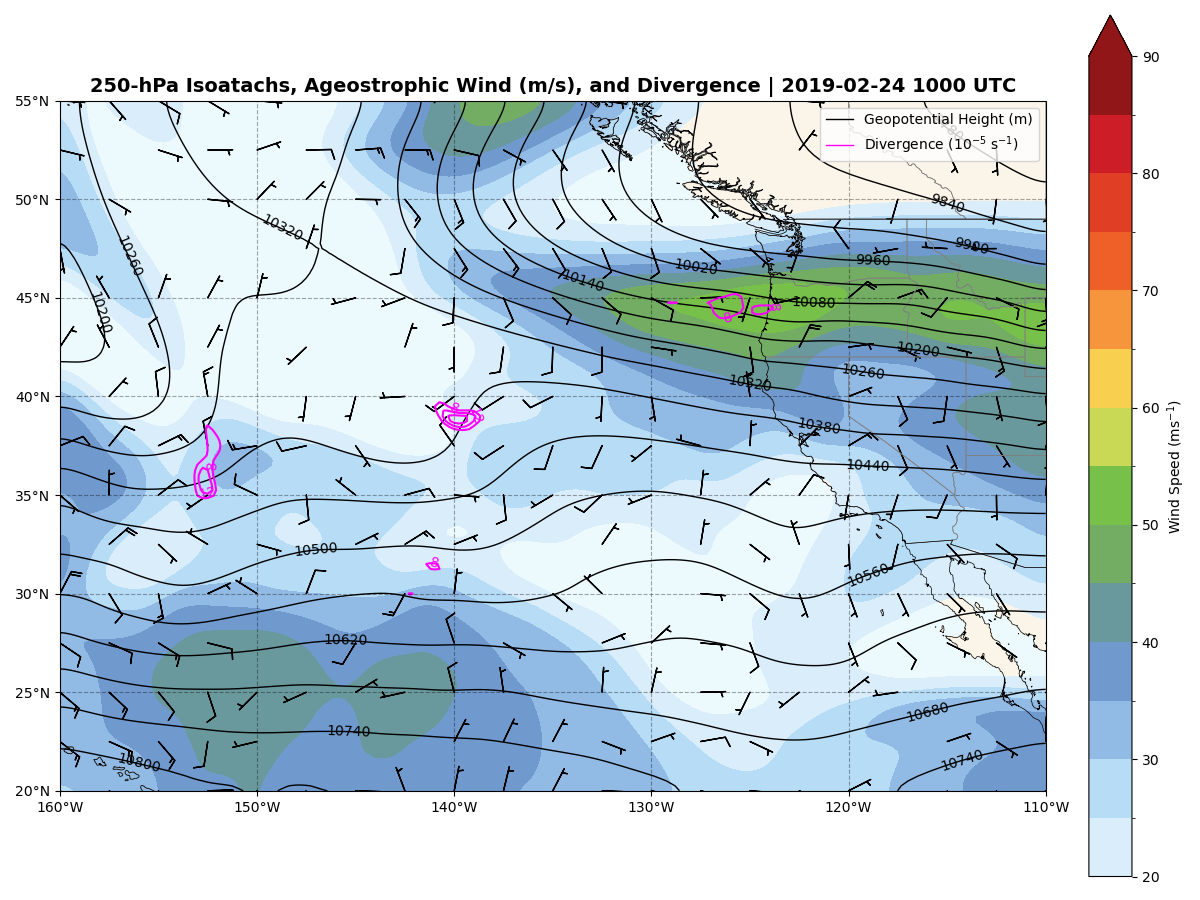 250-hPa Isoatachs, Ageostrophic Wind (m/s), and Divergence | 2019-02-24 1000 UTC
Geopotential Height (m)
Divergence (10⁻⁵ s⁻¹)
55°N
50°N
45°N
40°N
35°N
30°N
25°N
20°N
160°W
150°W
140°W
130°W
120°W
110°W
10320
10260
10200
10140
10020
9840
9900
9960
10080
10200
10260
10320
10380
10440
10500
10560
10620
10680
10740
10740
10800
90
80
70
60
50
40
30
20
Wind Speed (ms⁻¹)